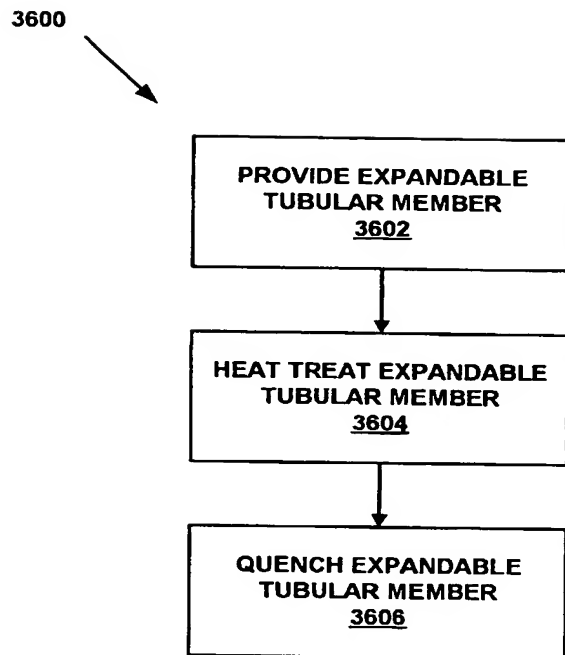 3600
PROVIDE EXPANDABLE
TUBULAR MEMBER
3602
HEAT TREAT EXPANDABLE
TUBULAR MEMBER
3604
QUENCH EXPANDABLE
TUBULAR MEMBER
3606